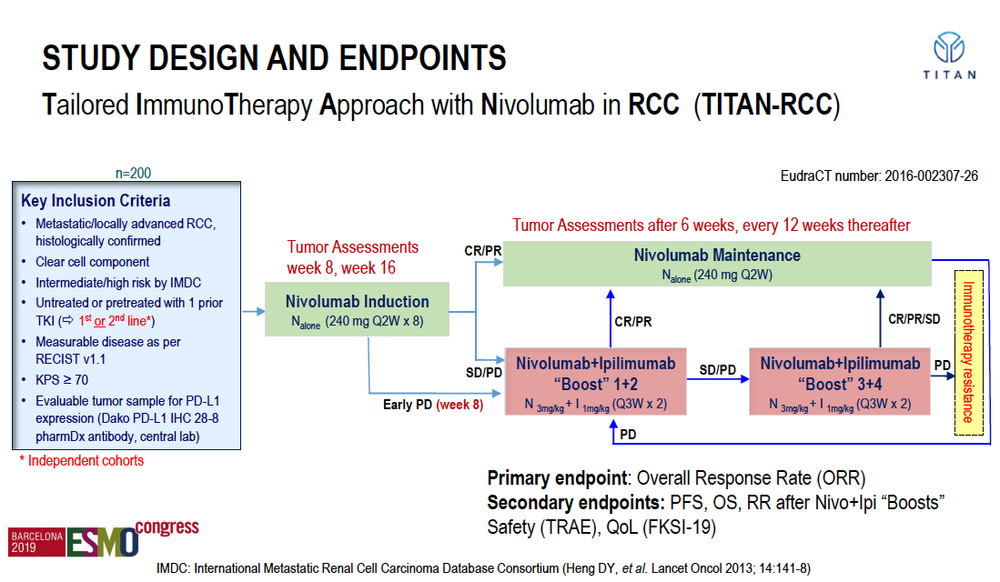 STUDY DESIGN AND ENDPOINTS
Tailored ImmunoTherapy Approach with Nivolumab in RCC (TITAN-RCC)
TITAN
n=200
EudraCT number: 2016-002307-26
Key Inclusion Criteria
• Metastatic/locally advanced RCC,
histologically confirmed
• Clear cell component
• Intermediate/high risk by IMDC
• Untreated or pretreated with 1 prior
TKI (⇨ 1st or 2nd line*)
• Measurable disease as per
RECIST v1.1
• KPS ≥ 70
• Evaluable tumor sample for PD-L1
expression (Dako PD-L1 IHC 28-8
pharmDx antibody, central lab)
* Independent cohorts
Tumor Assessments
week 8, week 16
Nivolumab Induction
Nalone (240 mg Q2W x 8)
CR/PR
SD/PD
Early PD (week 8)
Tumor Assessments after 6 weeks, every 12 weeks thereafter
Nivolumab Maintenance
Nalone (240 mg Q2W)
CR/PR
CR/PR/SD
Nivolumab+Ipilimumab
“Boost” 1+2
N 3mg/kg + I 1mg/kg (Q3W x 2)
SD/PD
Nivolumab+Ipilimumab
“Boost” 3+4
N 3mg/kg + I 1mg/kg (Q3W x 2)
PD
Immunotherapy resistance
PD
Primary endpoint: Overall Response Rate (ORR)
Secondary endpoints: PFS, OS, RR after Nivo+Ipi “Boosts”
Safety (TRAE), QoL (FKSI-19)
BARCELONA
2019
ESMO congress
IMDC: International Metastatic Renal Cell Carcinoma Database Consortium (Heng DY, et al. Lancet Oncol 2013; 14:141-8)